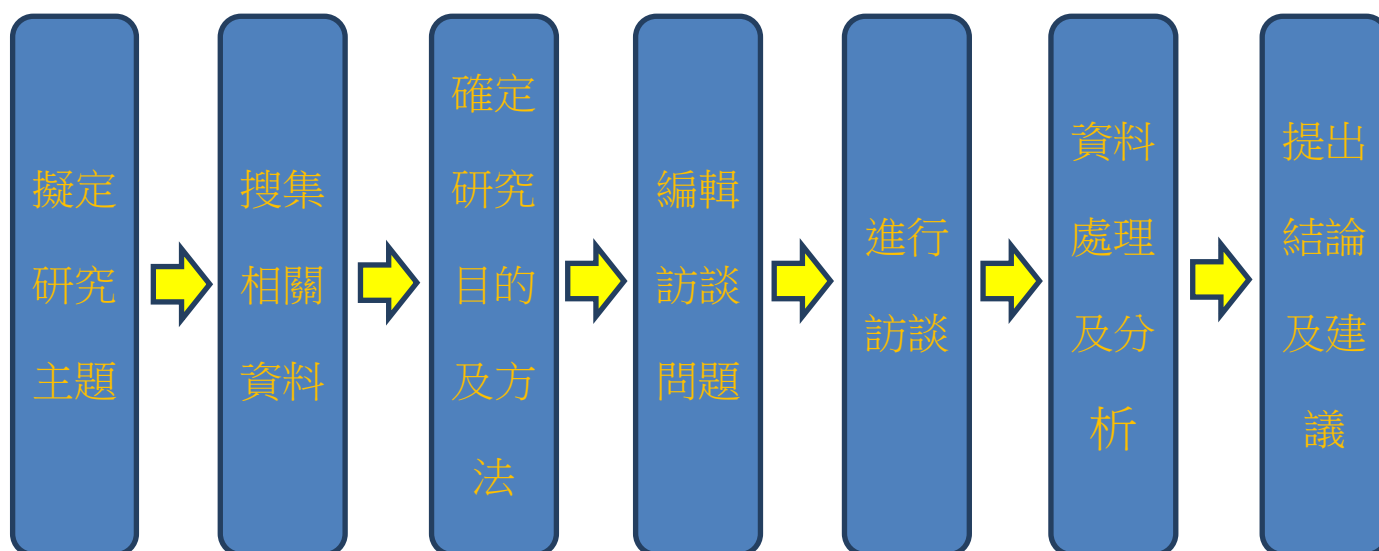 擬定
研究
主題
搜集
相關
資料
確定
研究
目的
及方
法
編輯
訪談
問題
進行
訪談
資料
處理
及分
析
提出
結論
及建
議